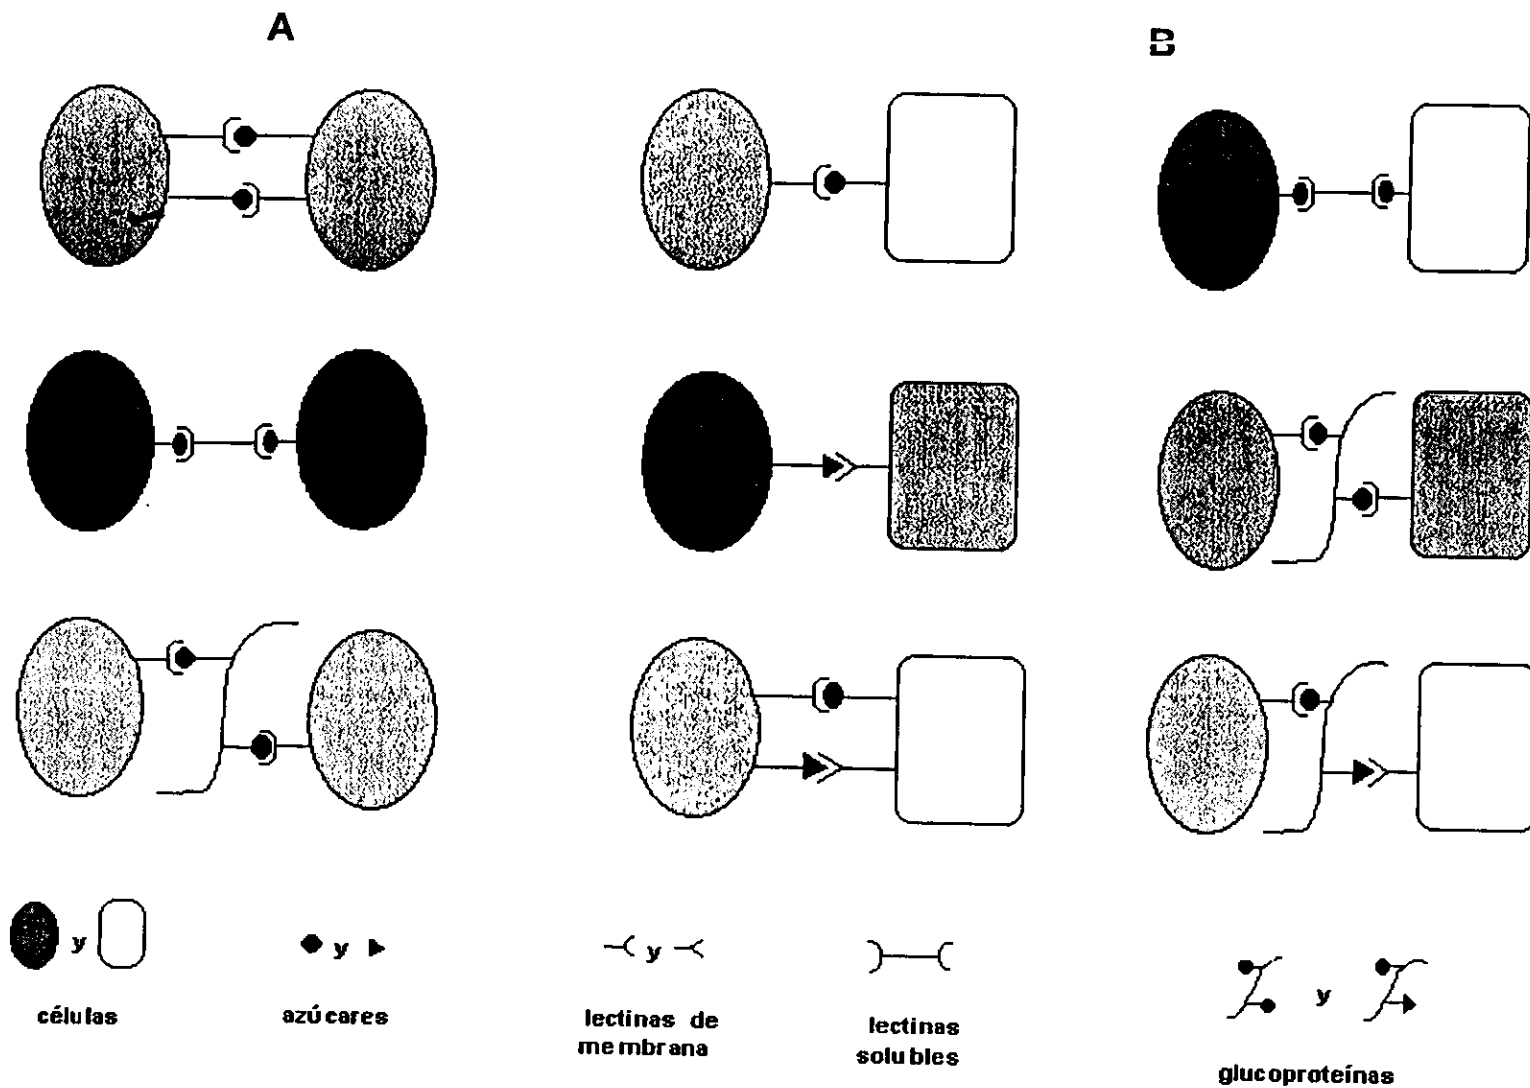 A
B
y
células
y
azúcares
y
lectinas de
membrana
lectinas
solubles
y
glucoproteínas